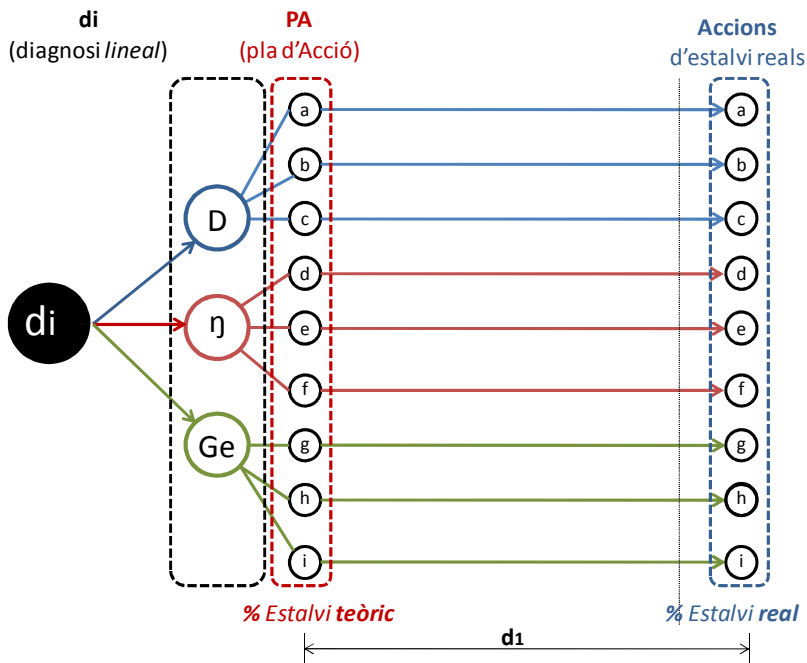 di
(diagnosi lineal)
PA
(pla d’Acció)
Accions
d’estalvi reals
a
a
b
b
D
c
c
d
d
di
ŋ
e
e
f
f
Ge
g
g
h
h
i
i
% Estalvi teòric
% Estalvi real
d1